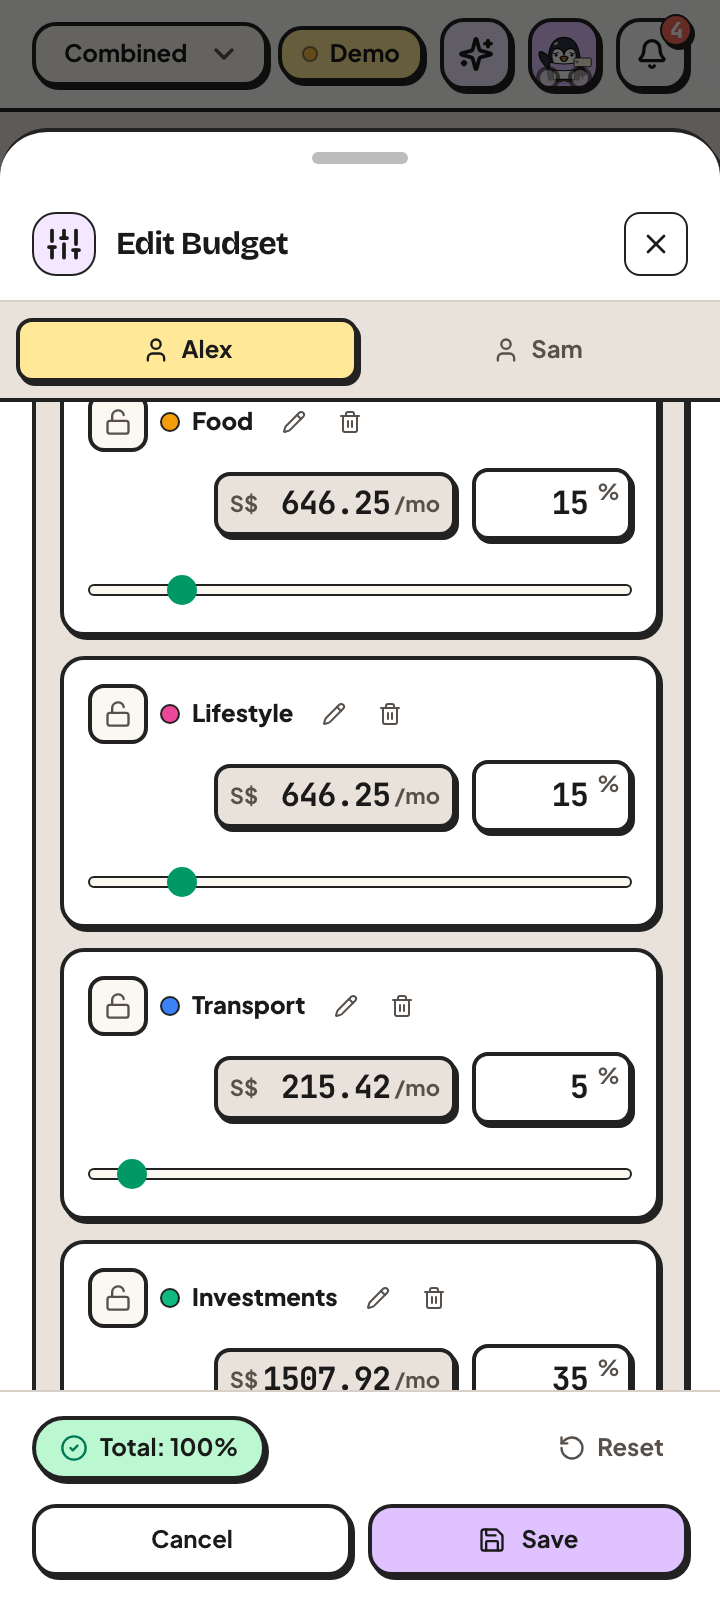 Combined
Demo
4
Edit Budget
Alex
Sam
Food
S$ 646.25/mo
15 %
Lifestyle
S$ 646.25/mo
15 %
Transport
S$ 215.42/mo
5 %
Investments
S$ 1507.92/mo
35 %
Total: 100%
Reset
Cancel
Save